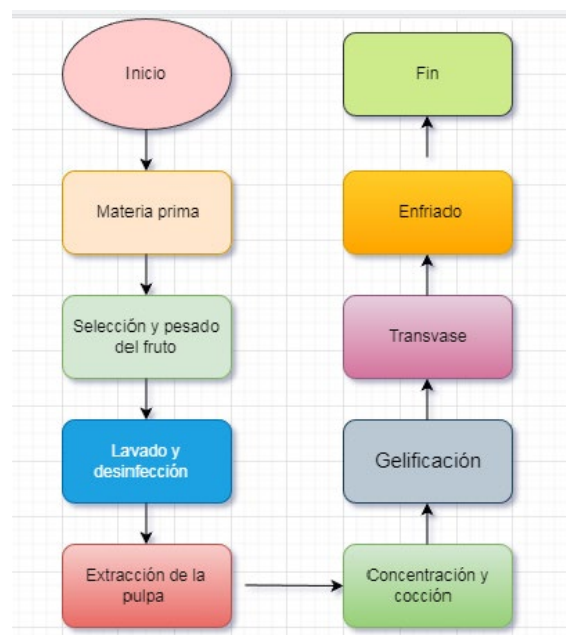 Inicio
Materia prima
Selección y pesado
del fruto
Lavado y
desinfección
Extracción de la
pulpa
Concentración y
cocción
Gelificación
Transvase
Enfriado
Fin